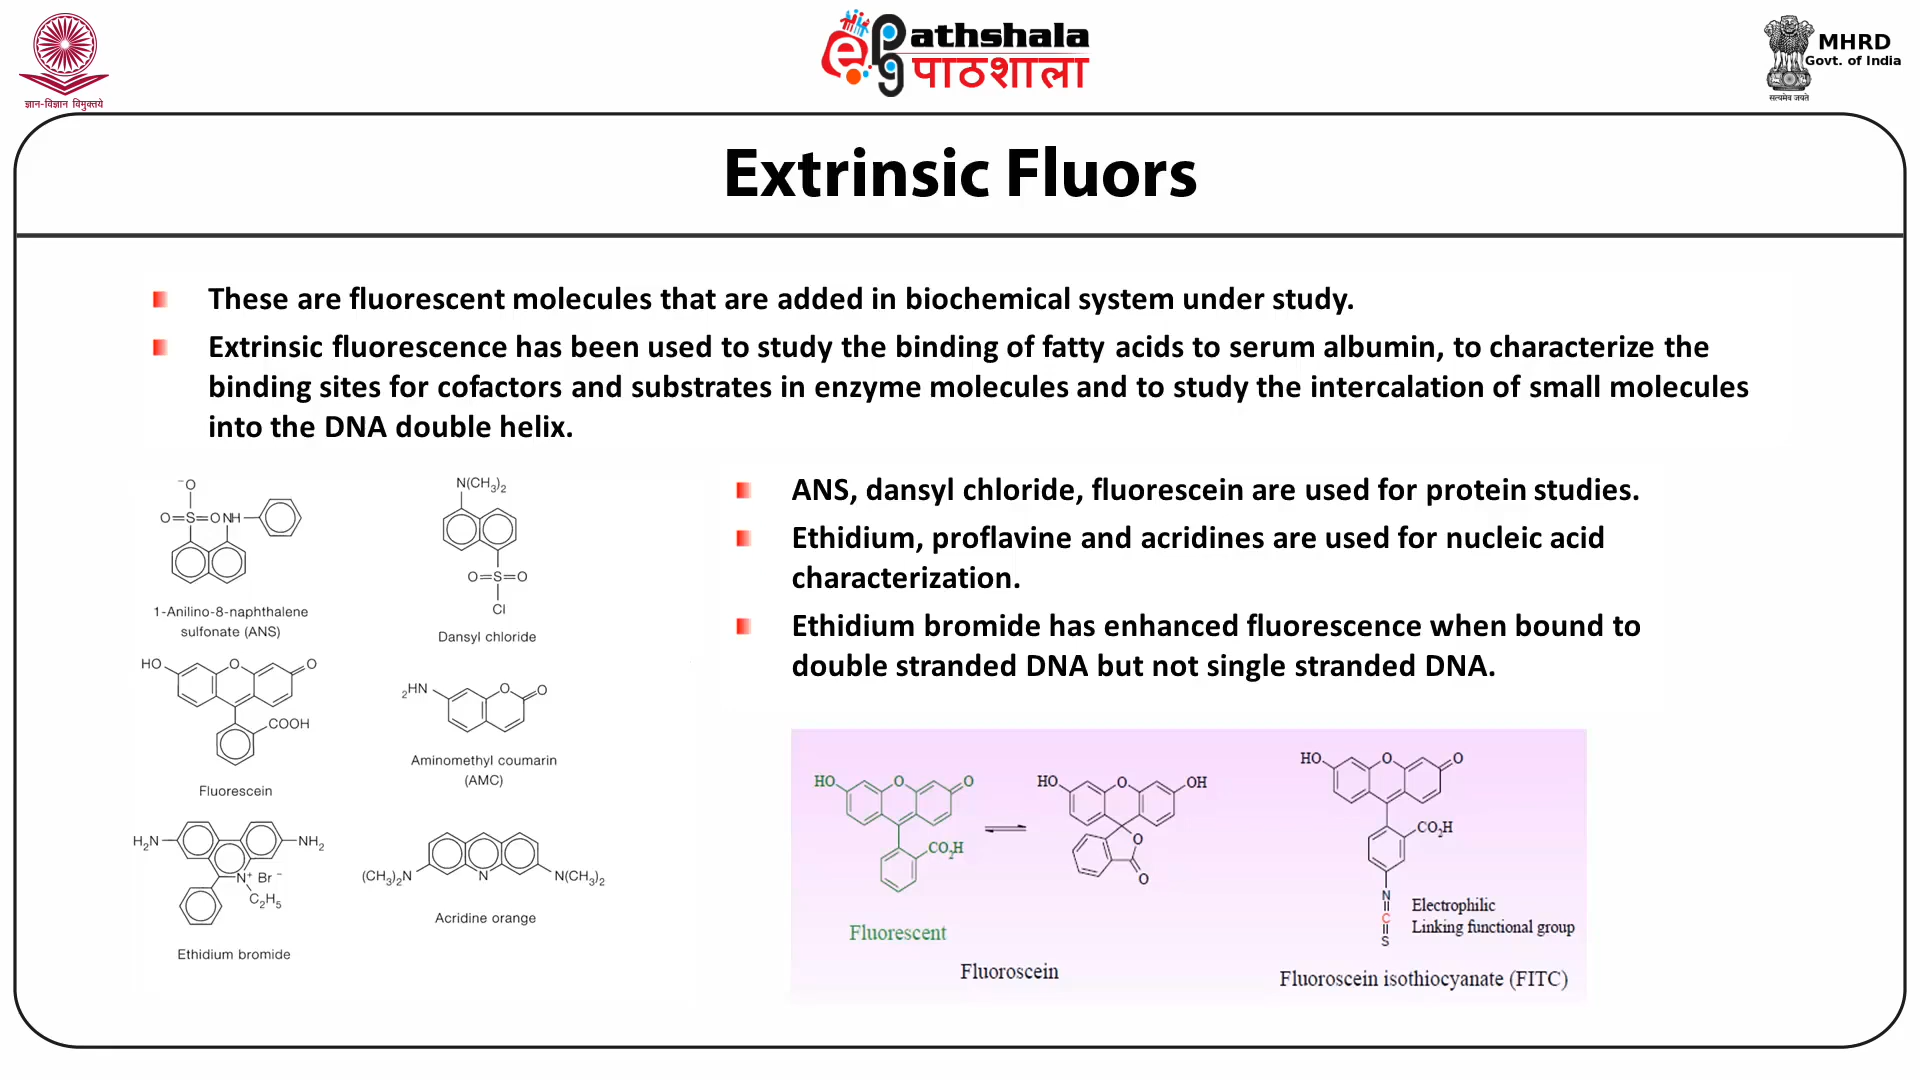 ज्ञान-विज्ञान विमुक्तये
ePathshala
पाठशाला
MHRD
Govt. of India
सत्यमेव जयते
Extrinsic Fluors
These are fluorescent molecules that are added in biochemical system under study.
Extrinsic fluorescence has been used to study the binding of fatty acids to serum albumin, to characterize the
binding sites for cofactors and substrates in enzyme molecules and to study the intercalation of small molecules
into the DNA double helix.
⁻O
O=S=O NH
1-Anilino-8-naphthalene
sulfonate (ANS)
N(CH₃)₂
O=S=O
Cl
Dansyl chloride
HO O O
COOH
Fluorescein
₂HN O O
Aminomethyl coumarin
(AMC)
H₂N NH₂
N⁺ Br⁻
C₂H₅
Ethidium bromide
(CH₃)₂N N N(CH₃)₂
Acridine orange
ANS, dansyl chloride, fluorescein are used for protein studies.
Ethidium, proflavine and acridines are used for nucleic acid
characterization.
Ethidium bromide has enhanced fluorescence when bound to
double stranded DNA but not single stranded DNA.
HO O O
CO₂H
Fluorescent
HO O OH
O
O
Fluoroscein
HO O O
CO₂H
N
C
S
Electrophilic
Linking functional group
Fluoroscein isothiocyanate (FITC)